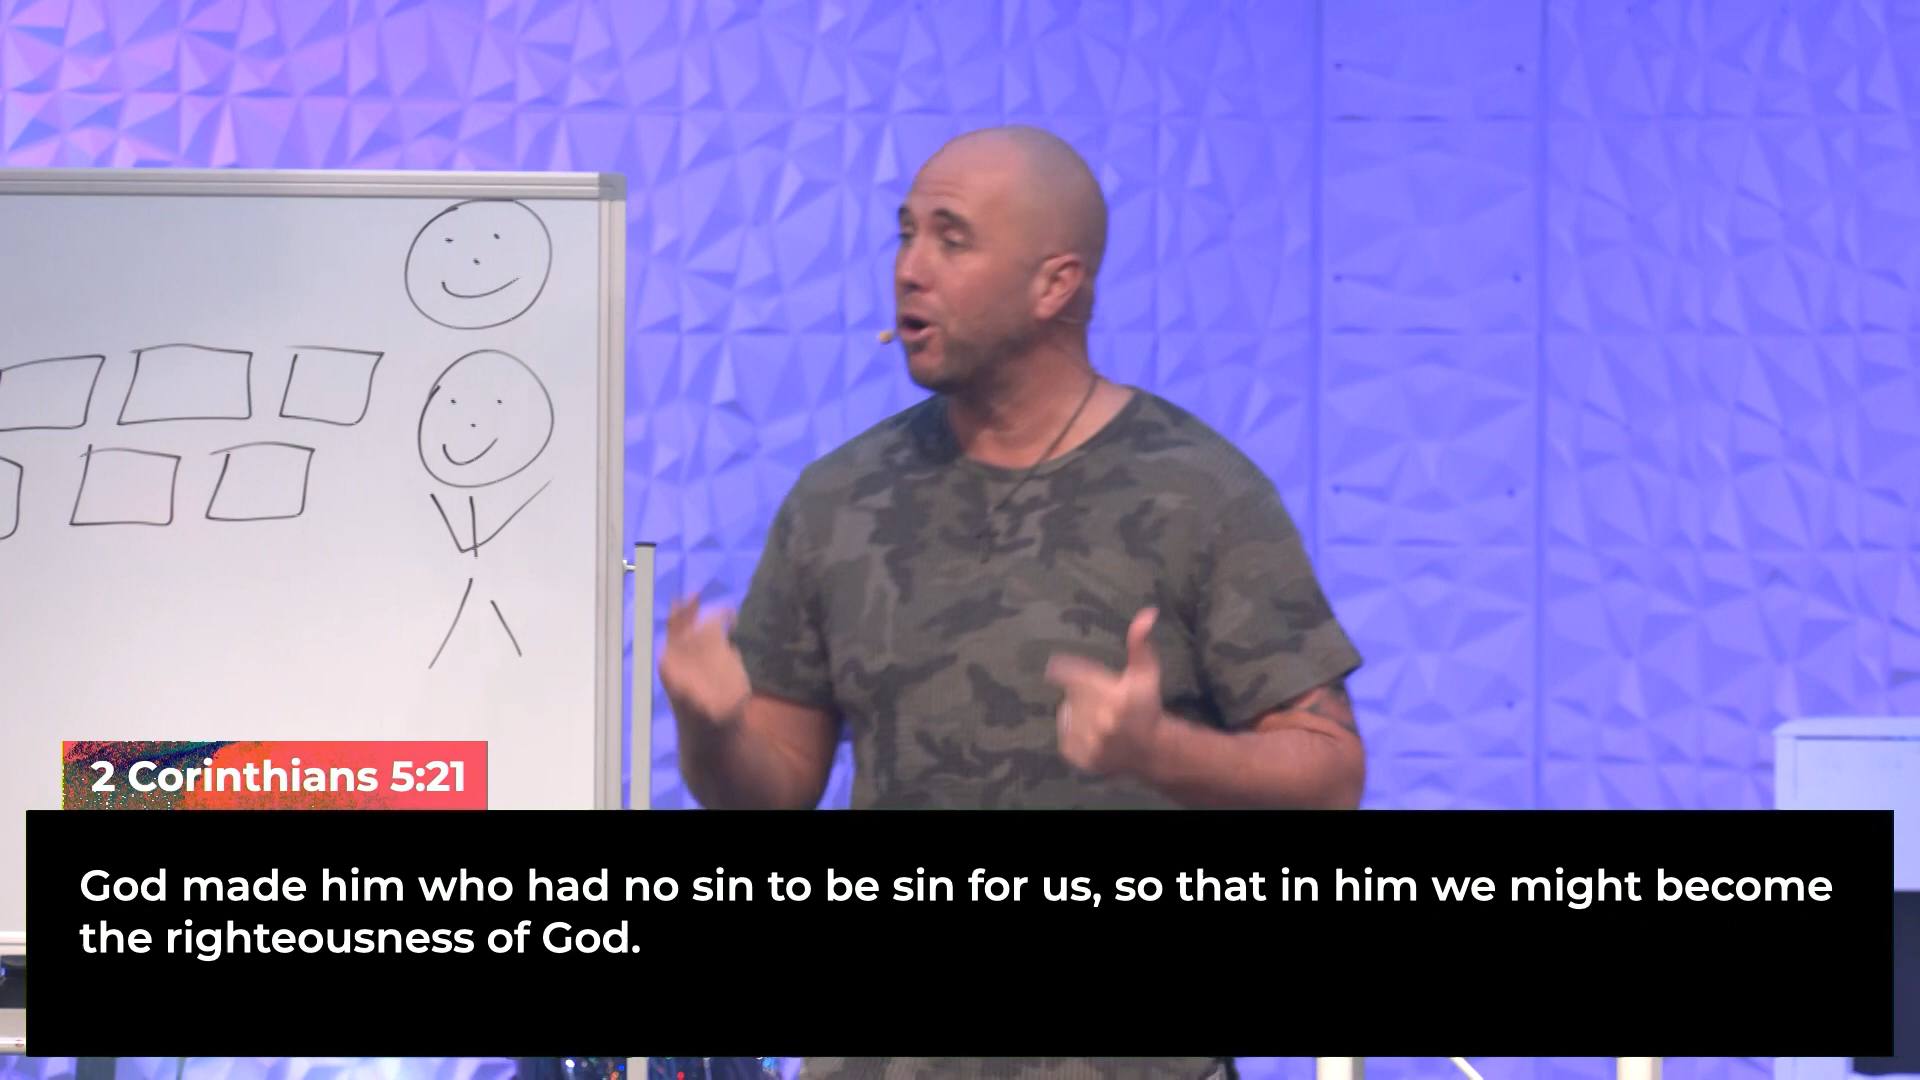 2 Corinthians 5:21
God made him who had no sin to be sin for us, so that in him we might become
the righteousness of God.